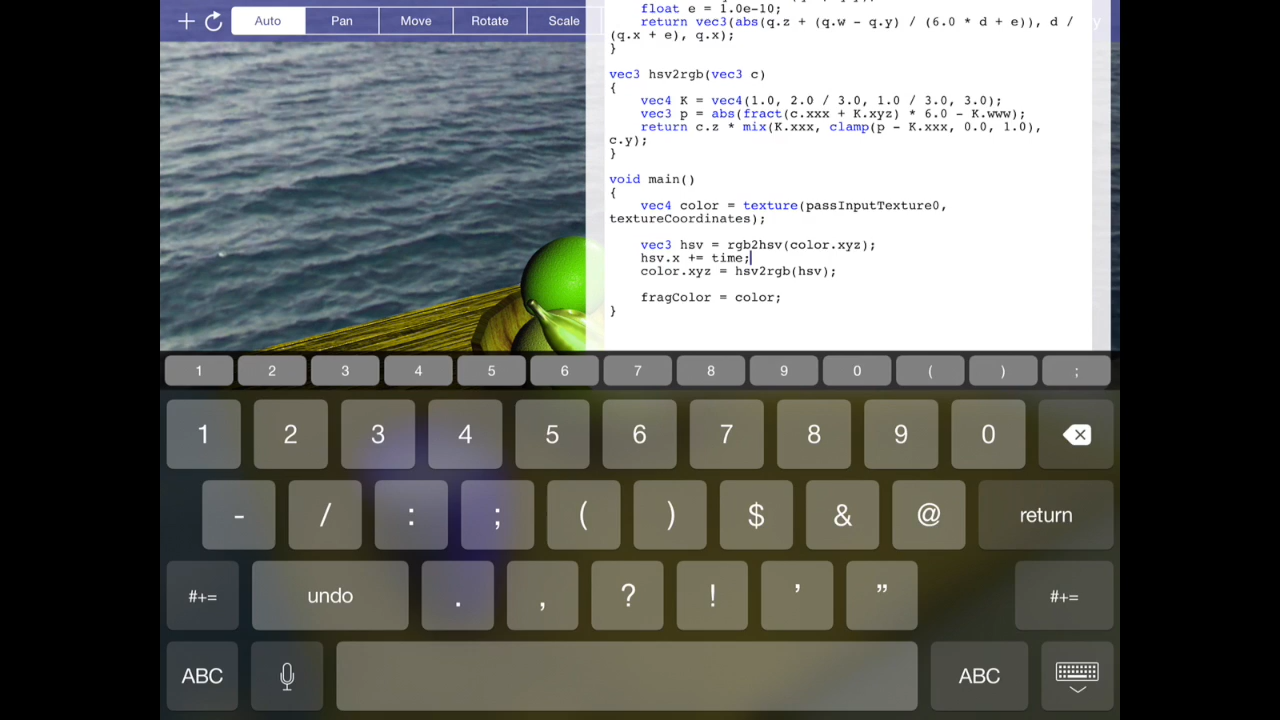 + Auto Pan Move Rotate Scale
float e = 1.0e-10;
return vec3(abs(q.z + (q.w - q.y) / (6.0 * d + e)), d /
(q.x + e), q.x);
}
vec3 hsv2rgb(vec3 c)
{
vec4 K = vec4(1.0, 2.0 / 3.0, 1.0 / 3.0, 3.0);
vec3 p = abs(fract(c.xxx + K.xyz) * 6.0 - K.www);
return c.z * mix(K.xxx, clamp(p - K.xxx, 0.0, 1.0),
c.y);
}
void main()
{
vec4 color = texture(passInputTexture0,
textureCoordinates);
vec3 hsv = rgb2hsv(color.xyz);
hsv.x += time;
color.xyz = hsv2rgb(hsv);
fragColor = color;
}
1 2 3 4 5 6 7 8 9 0 ( ) ;
1 2 3 4 5 6 7 8 9 0
- / : ; ( ) $ & @ return
#+= undo . , ? ! ’ ” #+=
ABC ABC